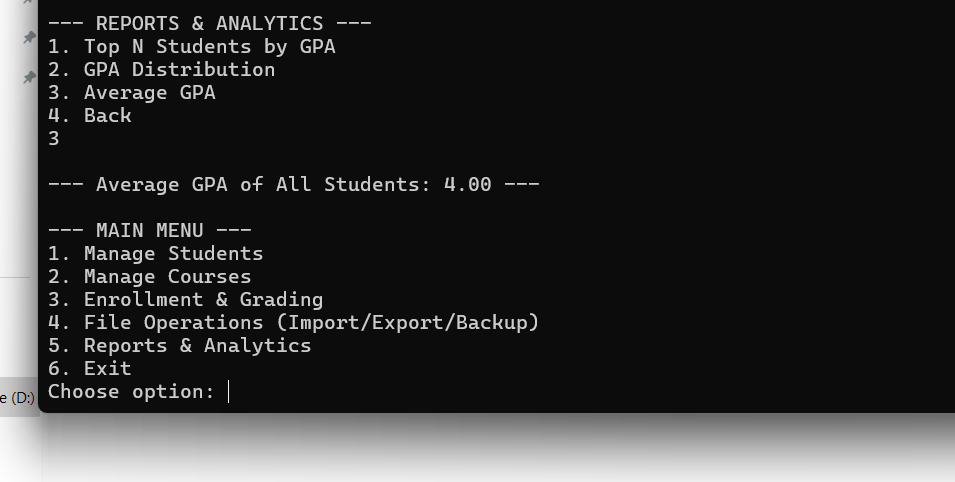 --- REPORTS & ANALYTICS ---
1. Top N Students by GPA
2. GPA Distribution
3. Average GPA
4. Back
3
--- Average GPA of All Students: 4.00 ---
--- MAIN MENU ---
1. Manage Students
2. Manage Courses
3. Enrollment & Grading
4. File Operations (Import/Export/Backup)
5. Reports & Analytics
6. Exit
Choose option:
e (D:)